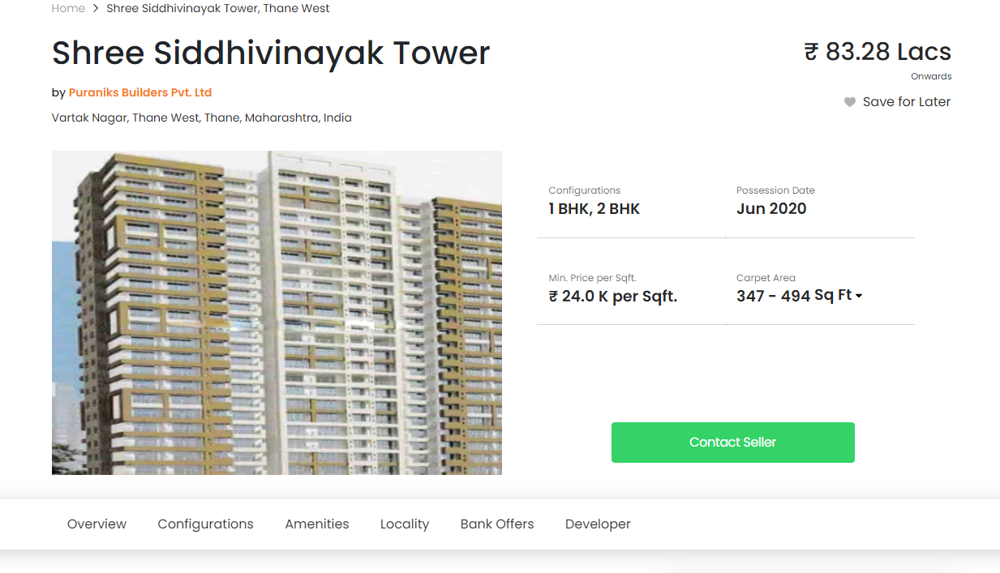 Home > Shree Siddhivinayak Tower, Thane West
Shree Siddhivinayak Tower
₹ 83.28 Lacs
Onwards
by Puraniks Builders Pvt. Ltd
Save for Later
Vartak Nagar, Thane West, Thane, Maharashtra, India
Configurations
1 BHK, 2 BHK
Possession Date
Jun 2020
Min. Price per Sqft.
₹ 24.0 K per Sqft.
Carpet Area
347 - 494 Sq Ft
Contact Seller
Overview Configurations Amenities Locality Bank Offers Developer